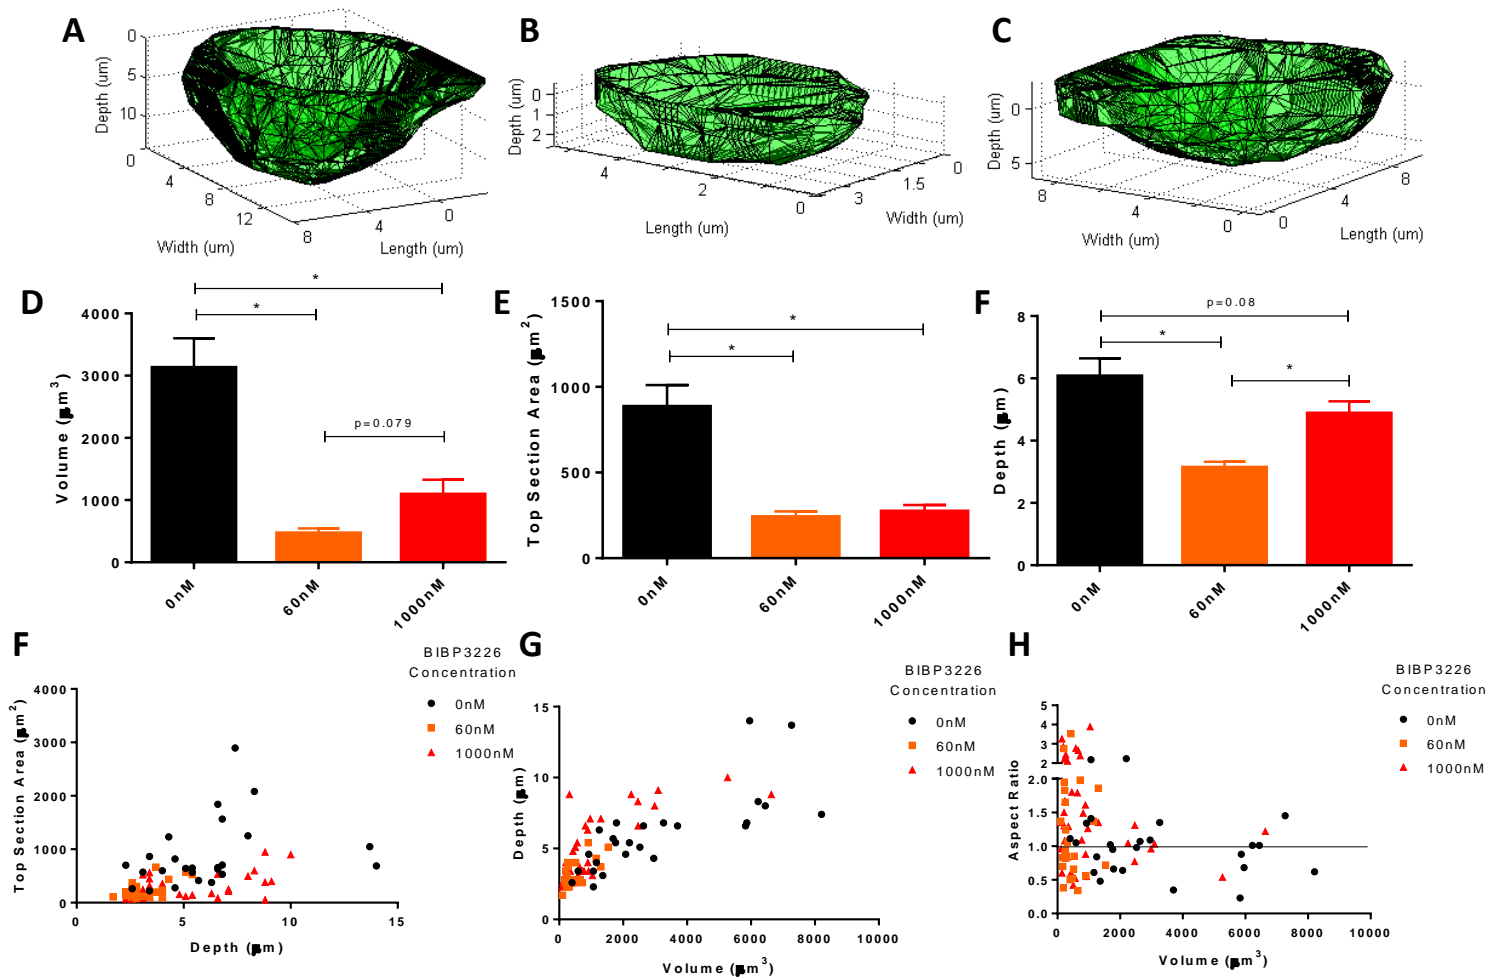 A
B
C
0
5
10
Depth (um)
0
4
8
12
Width (um)
8
4
0
Length (um)
0
1
2
Depth (um)
4
2
0
Length (um)
3
1.5
0
Width (um)
0
5
Depth (um)
8
4
0
Width (um)
0
4
8
Length (um)
D
4000
3000
2000
1000
0
Volume (µm³)
*
*
p=0.079
0nM
60nM
1000nM
E
1500
1000
500
0
Top Section Area (µm²)
*
*
0nM
60nM
1000nM
F
8
6
4
2
0
Depth (µm)
p=0.08
*
*
0nM
60nM
1000nM
F
BIBP3226
Concentration
0nM
60nM
1000nM
4000
3000
2000
1000
0
Top Section Area (µm²)
0
5
10
15
Depth (µm)
G
BIBP3226
Concentration
0nM
60nM
1000nM
15
10
5
0
Depth (µm)
0
2000
4000
6000
8000
10000
Volume (µm³)
H
BIBP3226
Concentration
0nM
60nM
1000nM
5
4
3
2
2.0
1.5
1.0
0.5
0.0
Aspect Ratio
0
2000
4000
6000
8000
10000
Volume (µm³)